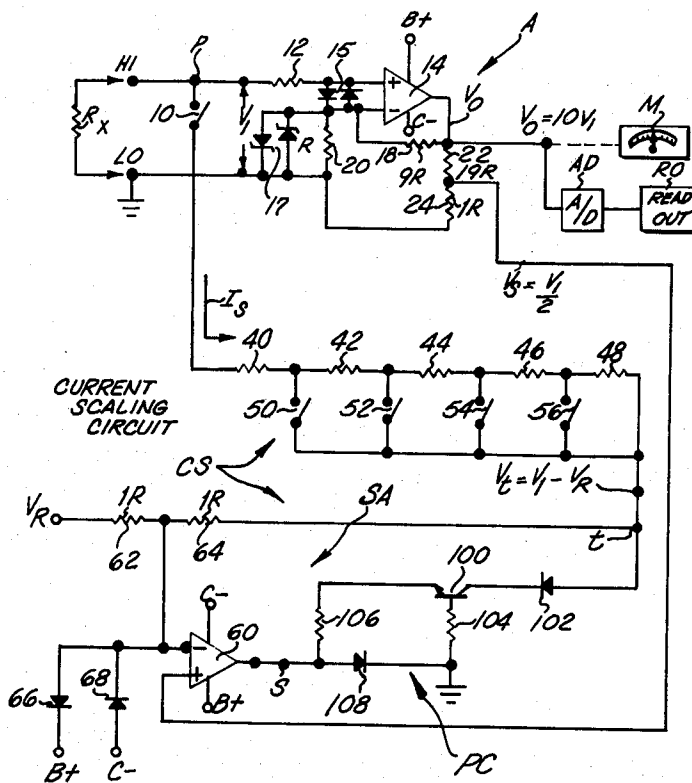 B+
A
HI
P1
12
15
+
14
VO
10
V1
C-
VO=10V1
M
RX
R
20
18
9R
22
19R
AD
RO
LO
17
24
1R
A/D
READ OUT
VS = V1/2
IS
40
42
44
46
48
CURRENT
SCALING
CIRCUIT
50
52
54
56
CS
Vt = V1 - VR
SA
VR
1R
1R
t
62
64
100
C-
106
104
102
60
-
+
S
66
68
B+
108
B+
C-
PC